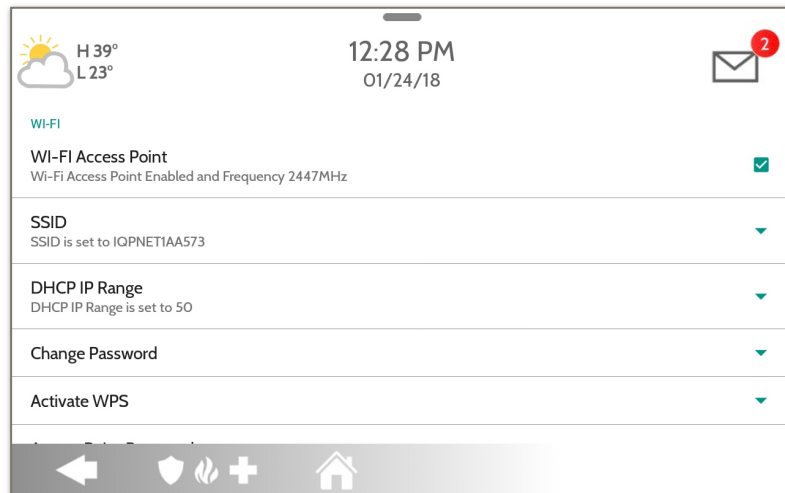 H 39°
L 23°
12:28 PM
01/24/18
2
WI-FI
WI-FI Access Point
Wi-Fi Access Point Enabled and Frequency 2447MHz
SSID
SSID is set to IQPNET1AA573
DHCP IP Range
DHCP IP Range is set to 50
Change Password
Activate WPS